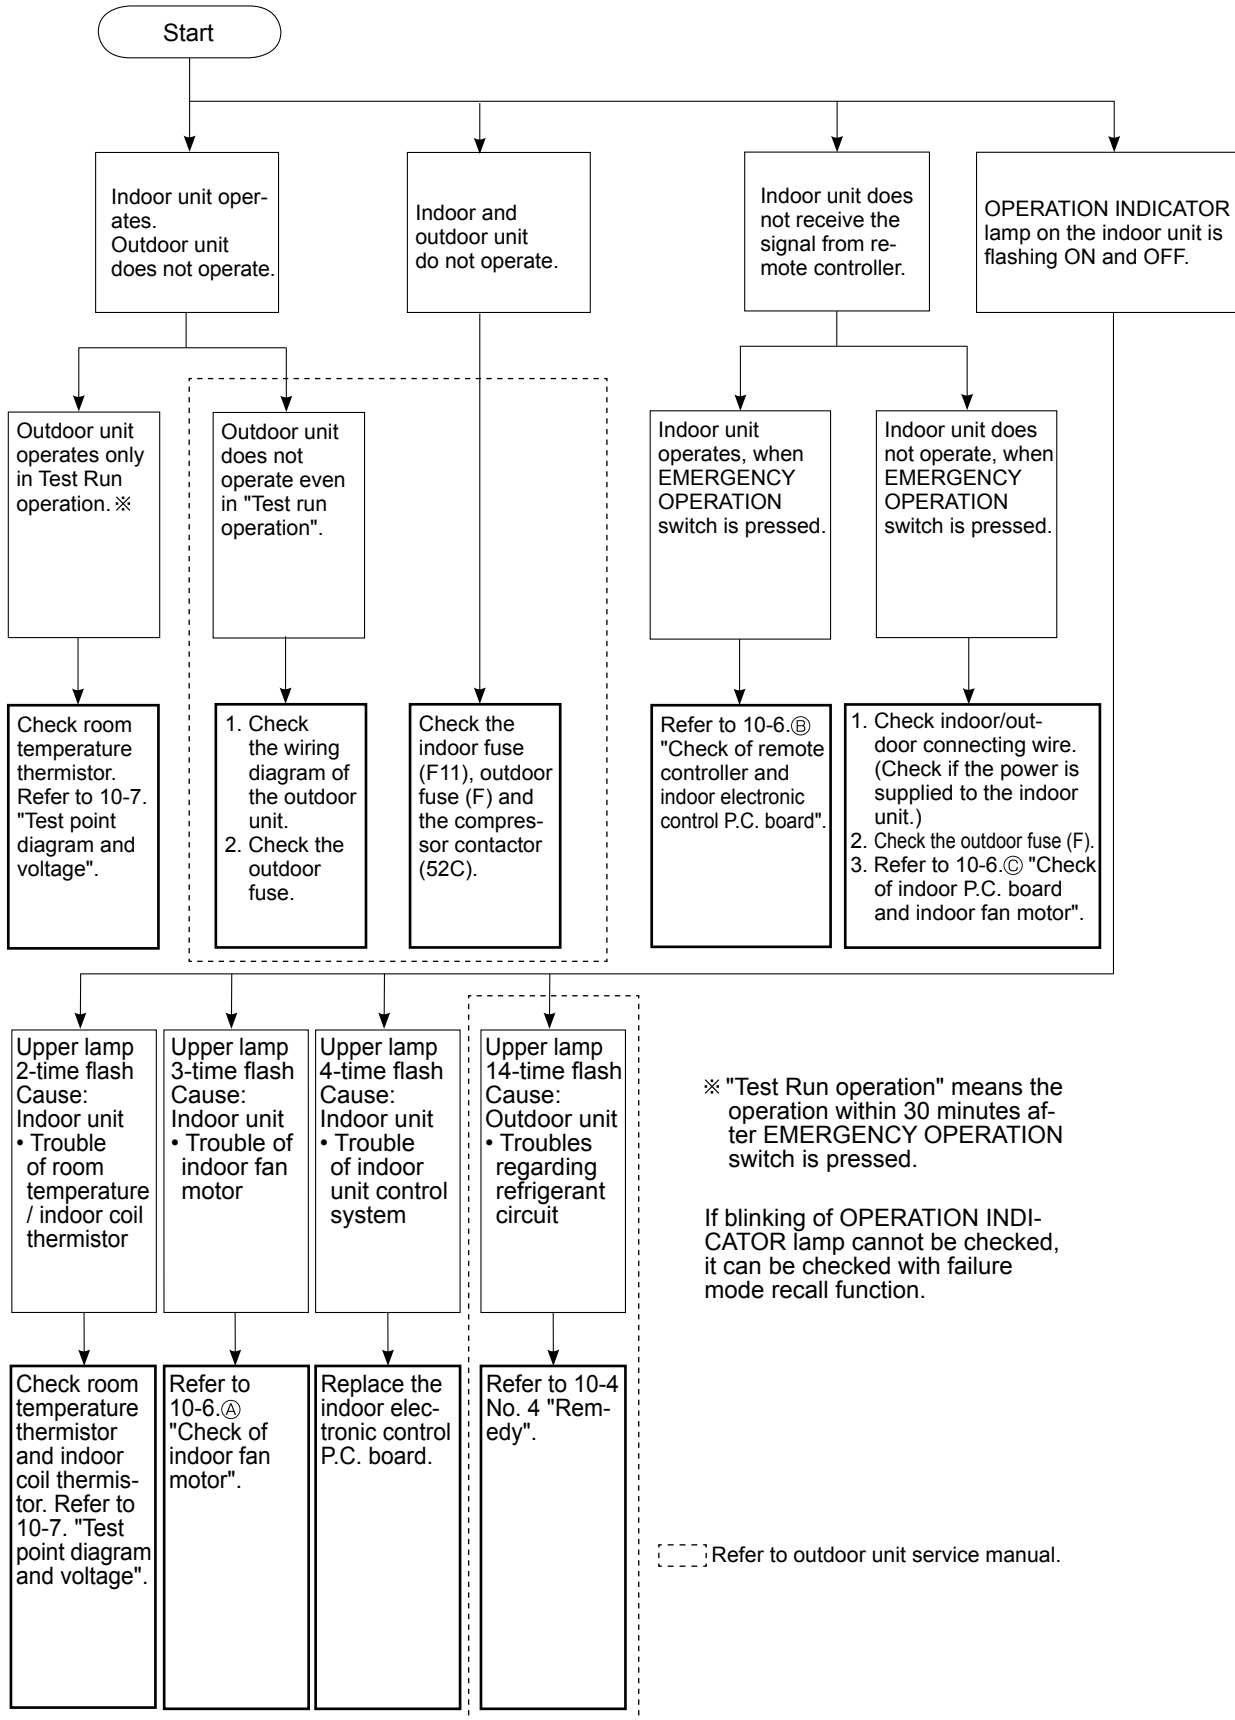 Start
Indoor unit oper-
ates.
Outdoor unit
does not operate.
Indoor and
outdoor unit
do not operate.
Indoor unit does
not receive the
signal from re-
mote controller.
OPERATION INDICATOR
lamp on the indoor unit is
flashing ON and OFF.
Outdoor unit
operates only
in Test Run
operation. ※
Outdoor unit
does not
operate even
in "Test run
operation".
Indoor unit
operates, when
EMERGENCY
OPERATION
switch is pressed.
Indoor unit does
not operate, when
EMERGENCY
OPERATION
switch is pressed.
Check room
temperature
thermistor.
Refer to 10-7.
"Test point
diagram and
voltage".
1. Check
the wiring
diagram of
the outdoor
unit.
2. Check the
outdoor
fuse.
Check the
indoor fuse
(F11), outdoor
fuse (F) and
the compres-
sor contactor
(52C).
Refer to 10-6.Ⓑ
"Check of remote
controller and
indoor electronic
control P.C. board".
1. Check indoor/out-
door connecting wire.
(Check if the power is
supplied to the indoor
unit.)
2. Check the outdoor fuse (F).
3. Refer to 10-6.Ⓒ "Check
of indoor P.C. board
and indoor fan motor".
Upper lamp
2-time flash
Cause:
Indoor unit
• Trouble
of room
temperature
/ indoor coil
thermistor
Upper lamp
3-time flash
Cause:
Indoor unit
• Trouble of
indoor fan
motor
Upper lamp
4-time flash
Cause:
Indoor unit
• Trouble
of indoor
unit control
system
Upper lamp
14-time flash
Cause:
Outdoor unit
• Troubles
regarding
refrigerant
circuit
※ "Test Run operation" means the
operation within 30 minutes af-
ter EMERGENCY OPERATION
switch is pressed.
If blinking of OPERATION INDI-
CATOR lamp cannot be checked,
it can be checked with failure
mode recall function.
Check room
temperature
thermistor
and indoor
coil thermis-
tor. Refer to
10-7. "Test
point diagram
and voltage".
Refer to
10-6.Ⓐ
"Check of
indoor fan
motor".
Replace the
indoor elec-
tronic control
P.C. board.
Refer to 10-4
No. 4 "Rem-
edy".
Refer to outdoor unit service manual.